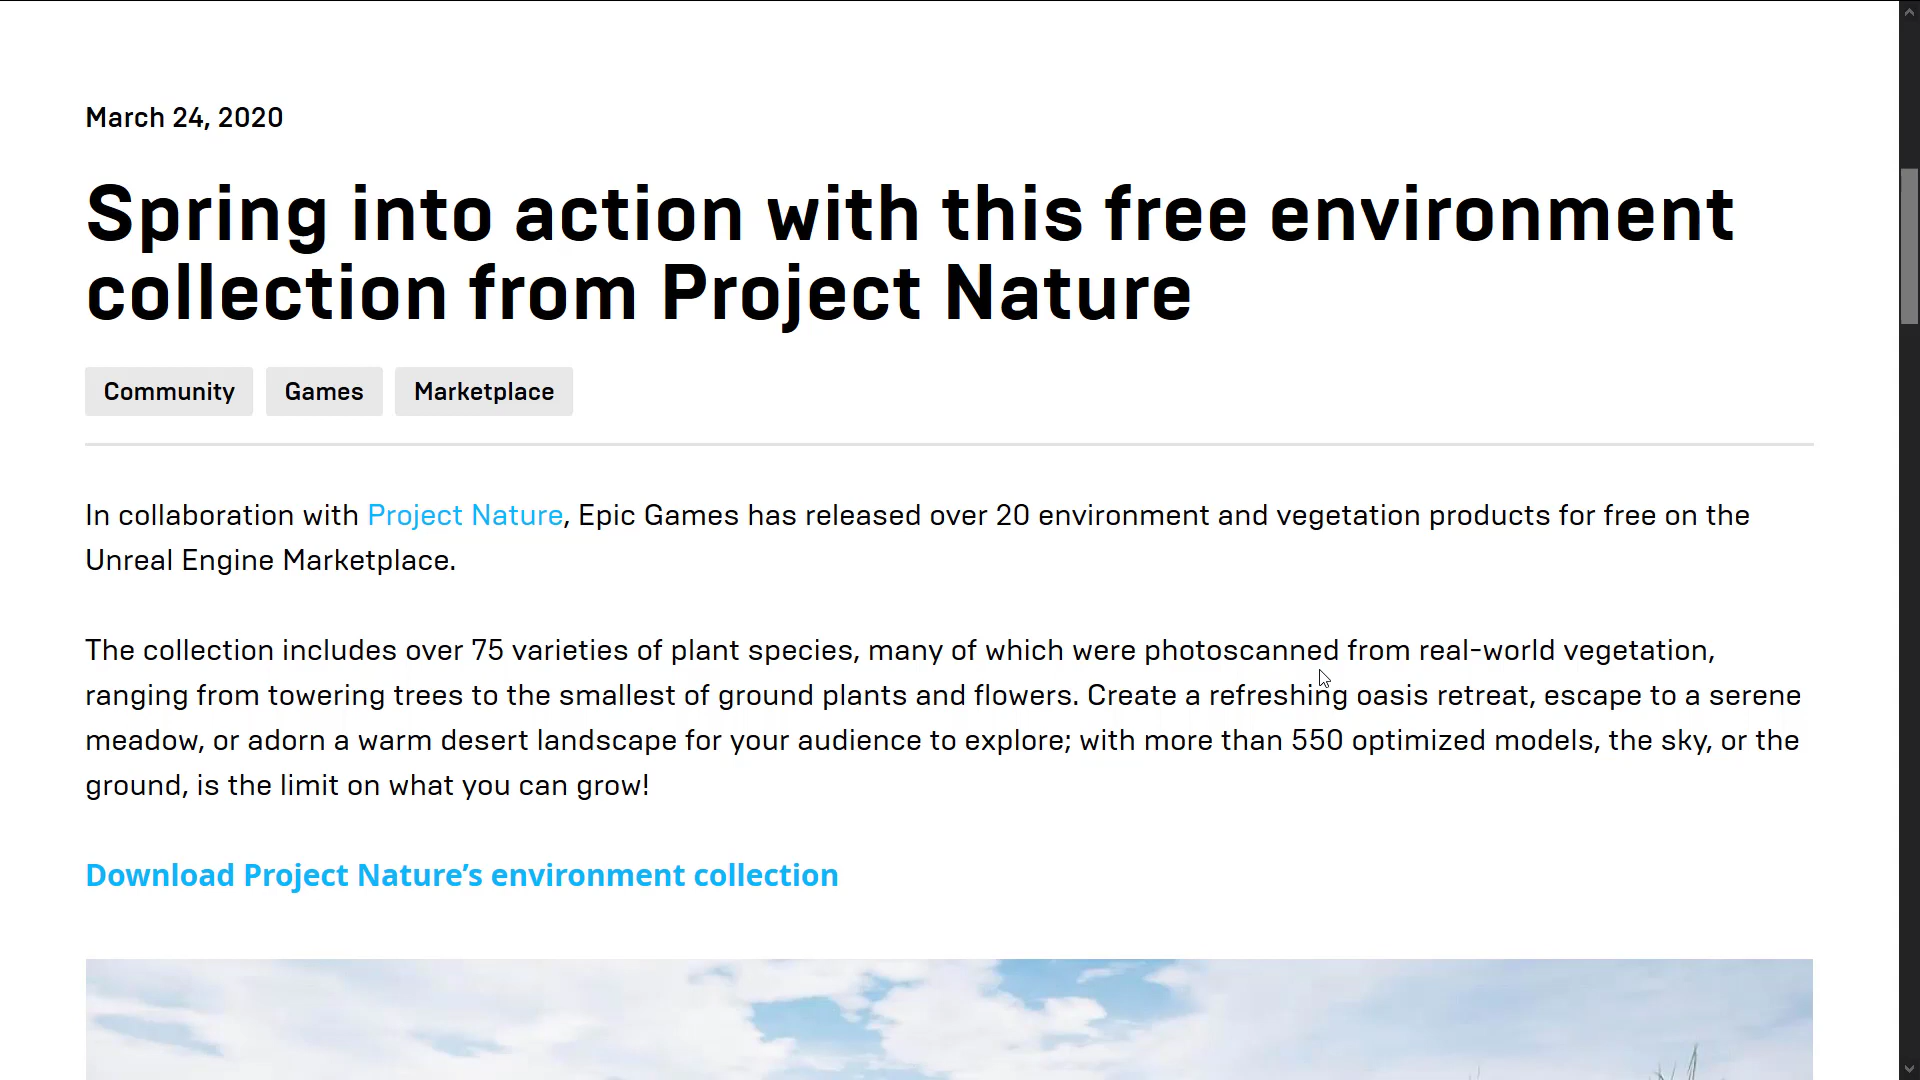 March 24, 2020
Spring into action with this free environment
collection from Project Nature
Community Games Marketplace
In collaboration with Project Nature, Epic Games has released over 20 environment and vegetation products for free on the
Unreal Engine Marketplace.
The collection includes over 75 varieties of plant species, many of which were photoscanned from real-world vegetation,
ranging from towering trees to the smallest of ground plants and flowers. Create a refreshing oasis retreat, escape to a serene
meadow, or adorn a warm desert landscape for your audience to explore; with more than 550 optimized models, the sky, or the
ground, is the limit on what you can grow!
Download Project Nature’s environment collection